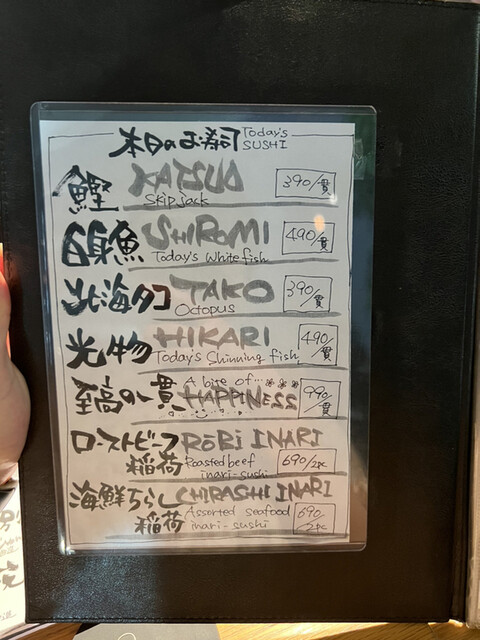 本日のお寿司 Today's SUSHI
鰹 KATSUO 390/貫
Skipjack
白身魚 SHIROMI 490/貫
Today's White fish
北海タコ TAKO 390/貫
Octopus
光物 HIKARI 490/貫
Today's Shinning fish
至高の一貫 A bite of... HAPPINESS 990/貫
ローストビーフ稲荷 RōBi INARI
Roasted beef inari-sushi 690/2pc
海鮮ちらし稲荷 CHIRASHI INARI
Assorted seafood inari-sushi 690/2pc